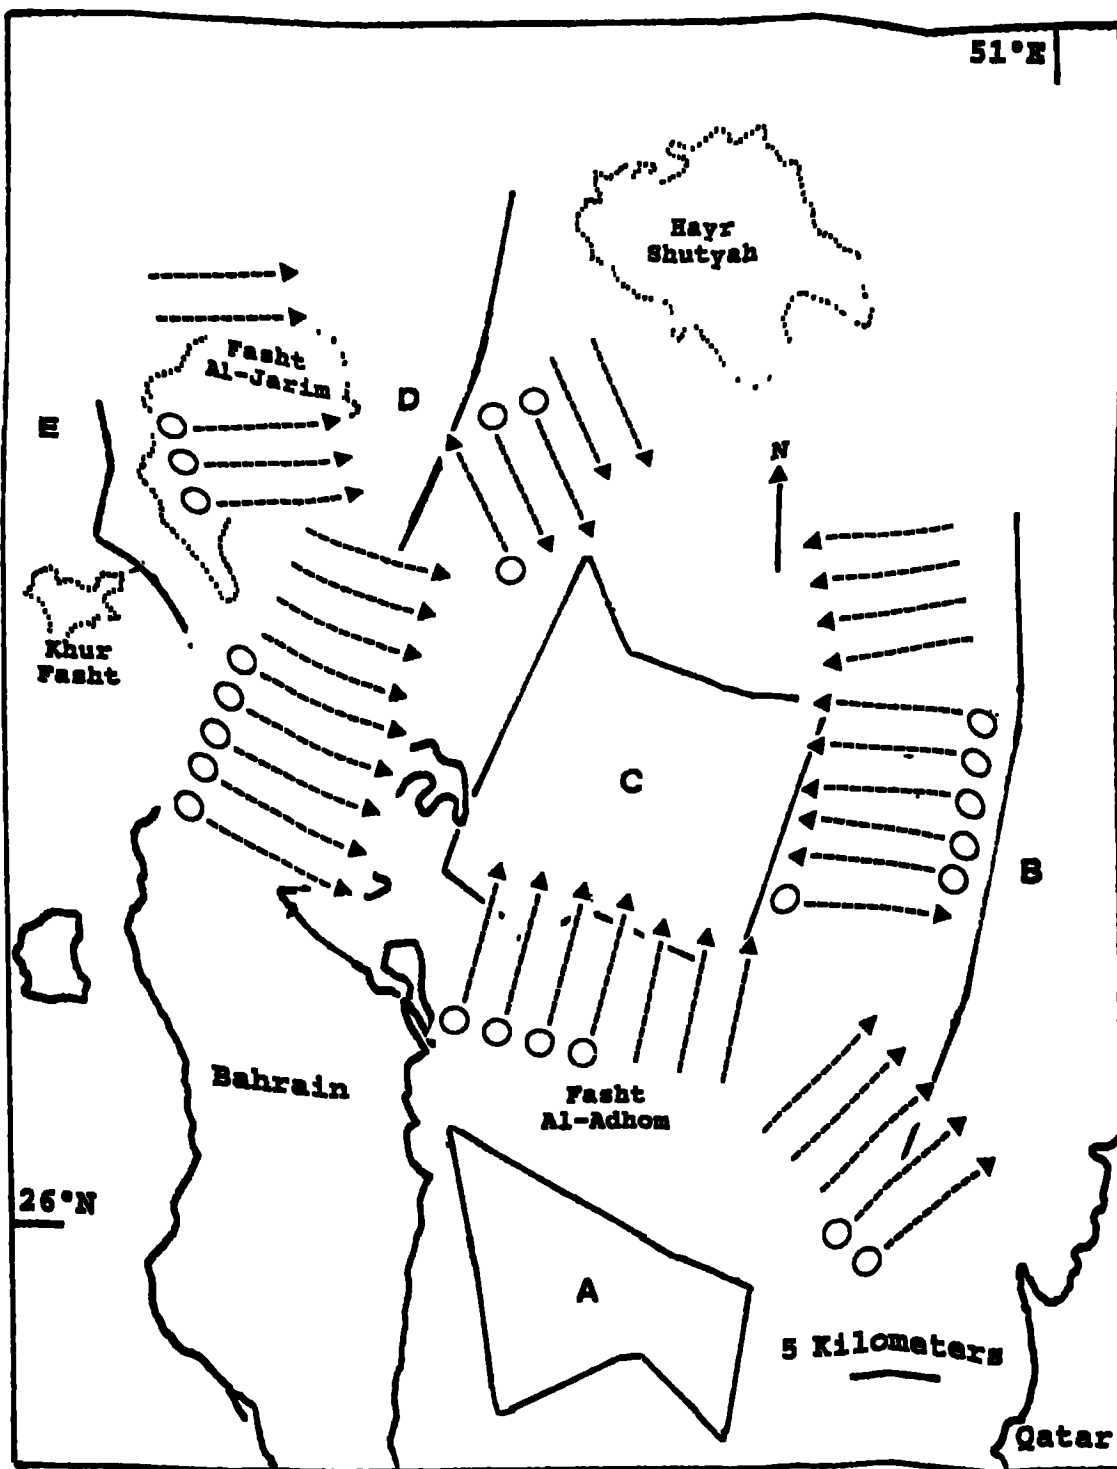 51°E
Hayr
Shutyah
Fasht
Al-Jarim
D
E
N
Khur
Fasht
C
B
Bahrain
Fasht
Al-Adhom
26°N
A
5 Kilometers
Qatar